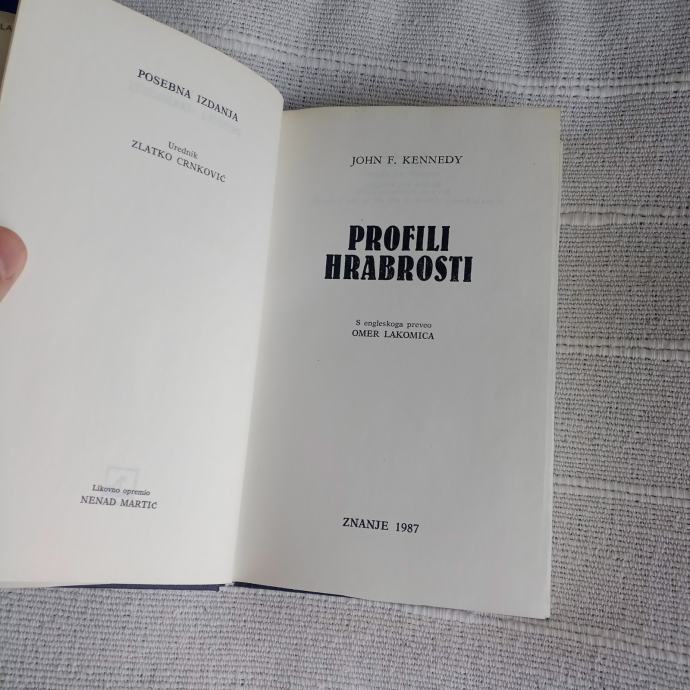 POSEBNA IZDANJA
Urednik
ZLATKO CRNKOVIĆ
Likovno opremio
NENAD MARTIĆ
JOHN F. KENNEDY
PROFILI
HRABROSTI
S engleskoga preveo
OMER LAKOMICA
ZNANJE 1987